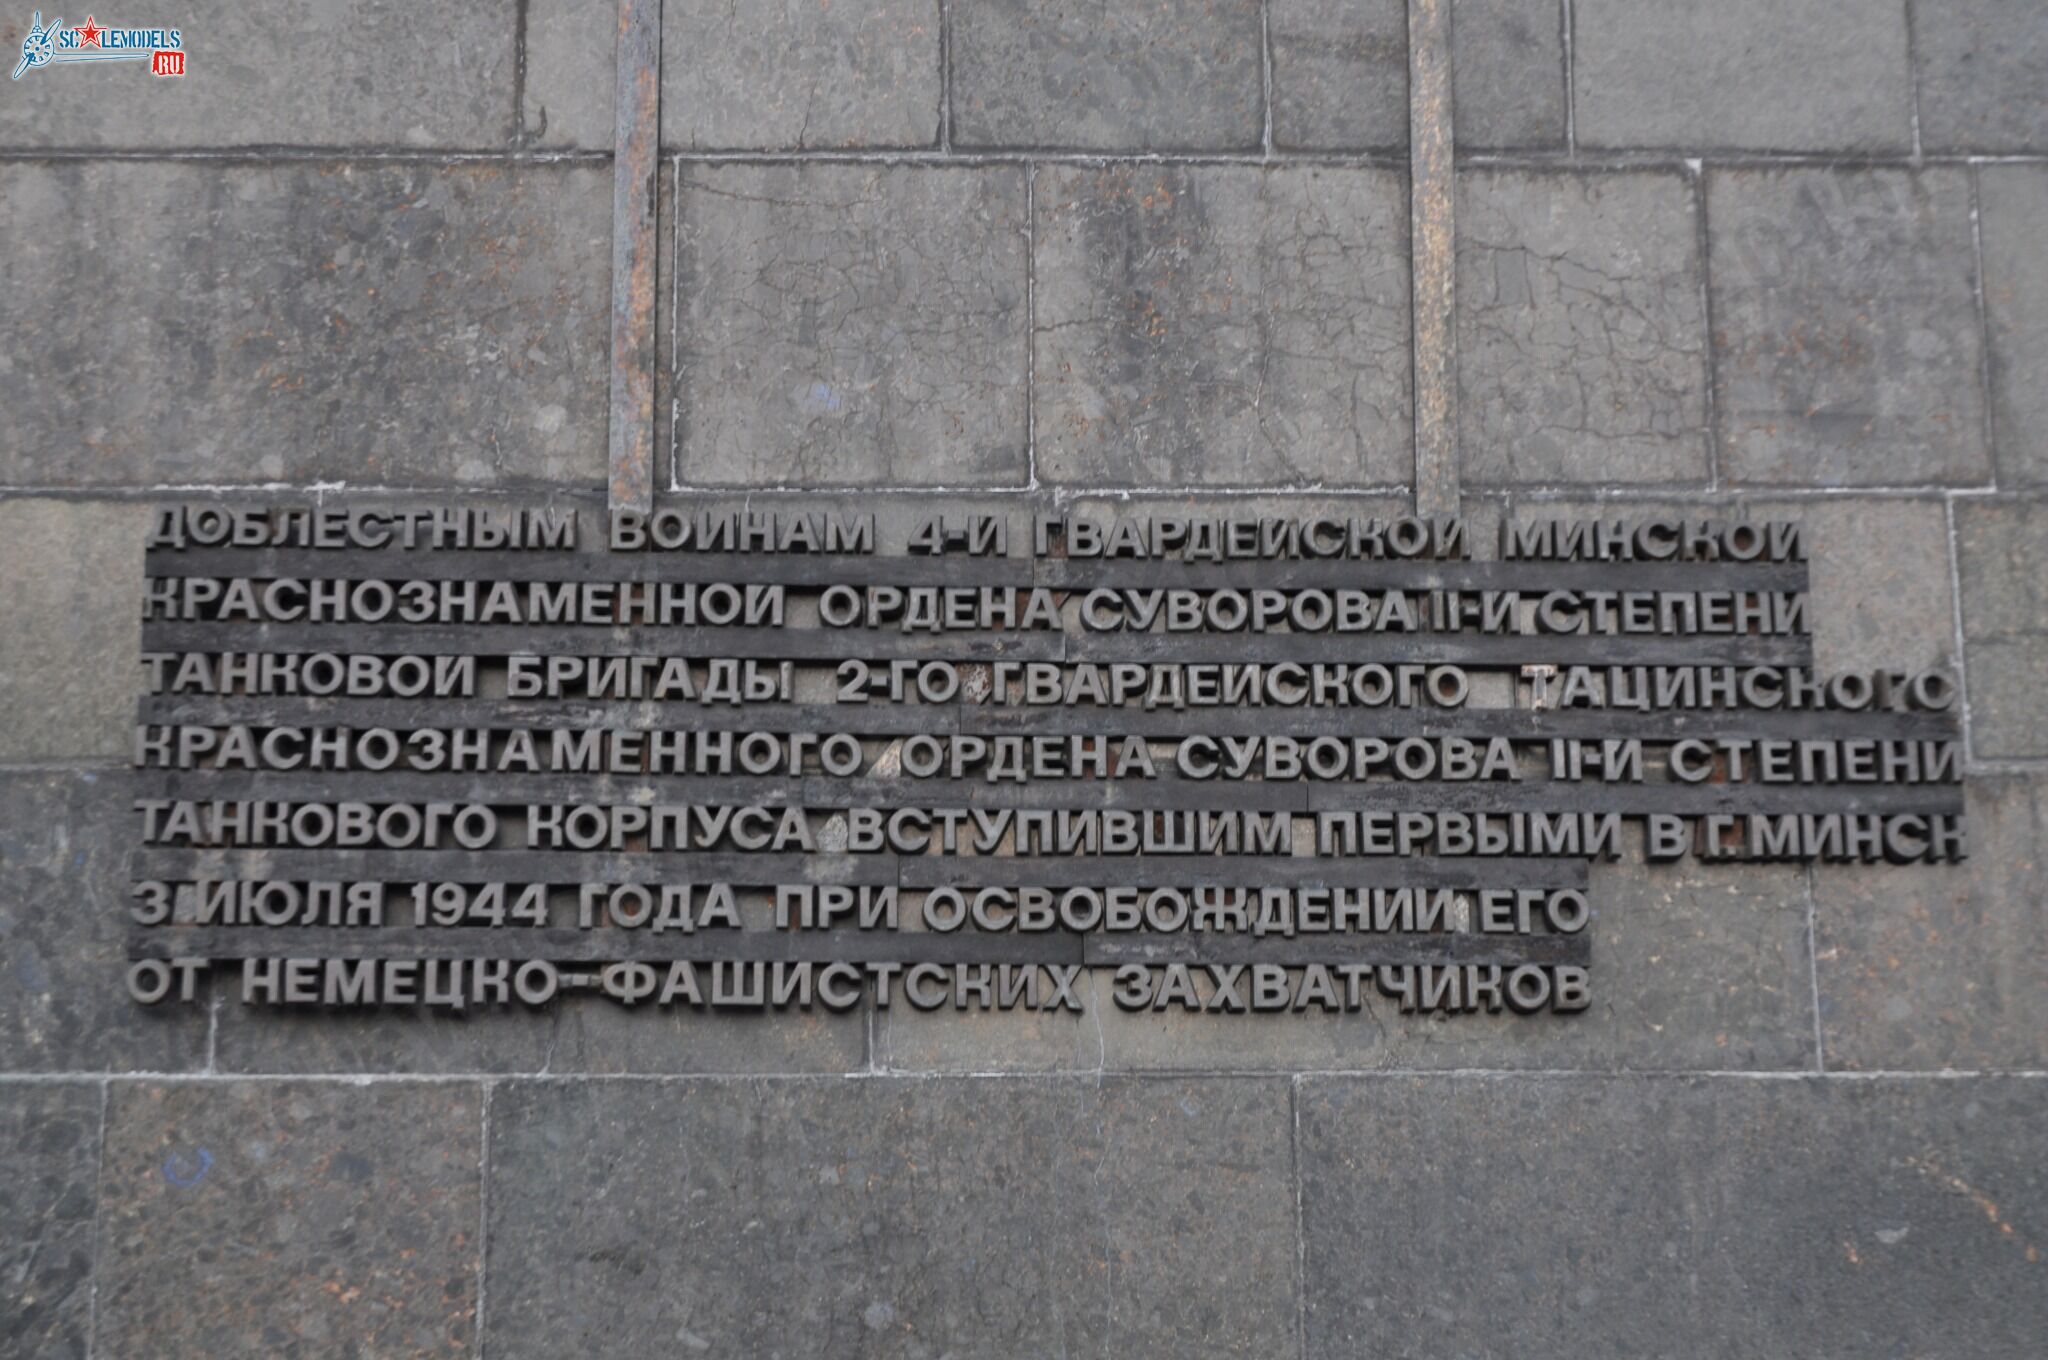 SCALEMODELS
RU
ДОБЛЕСТНЫМ ВОИНАМ 4-Й ГВАРДЕЙСКОЙ МИНСКОЙ
КРАСНОЗНАМЕННОЙ ОРДЕНА СУВОРОВА II-Й СТЕПЕНИ
ТАНКОВОЙ БРИГАДЫ 2-ГО ГВАРДЕЙСКОГО ТАЦИНСКОГО
КРАСНОЗНАМЕННОГО ОРДЕНА СУВОРОВА II-Й СТЕПЕНИ
ТАНКОВОГО КОРПУСА ВСТУПИВШИМ ПЕРВЫМИ В Г.МИНСК
3 ИЮЛЯ 1944 ГОДА ПРИ ОСВОБОЖДЕНИИ ЕГО
ОТ НЕМЕЦКО-ФАШИСТСКИХ ЗАХВАТЧИКОВ